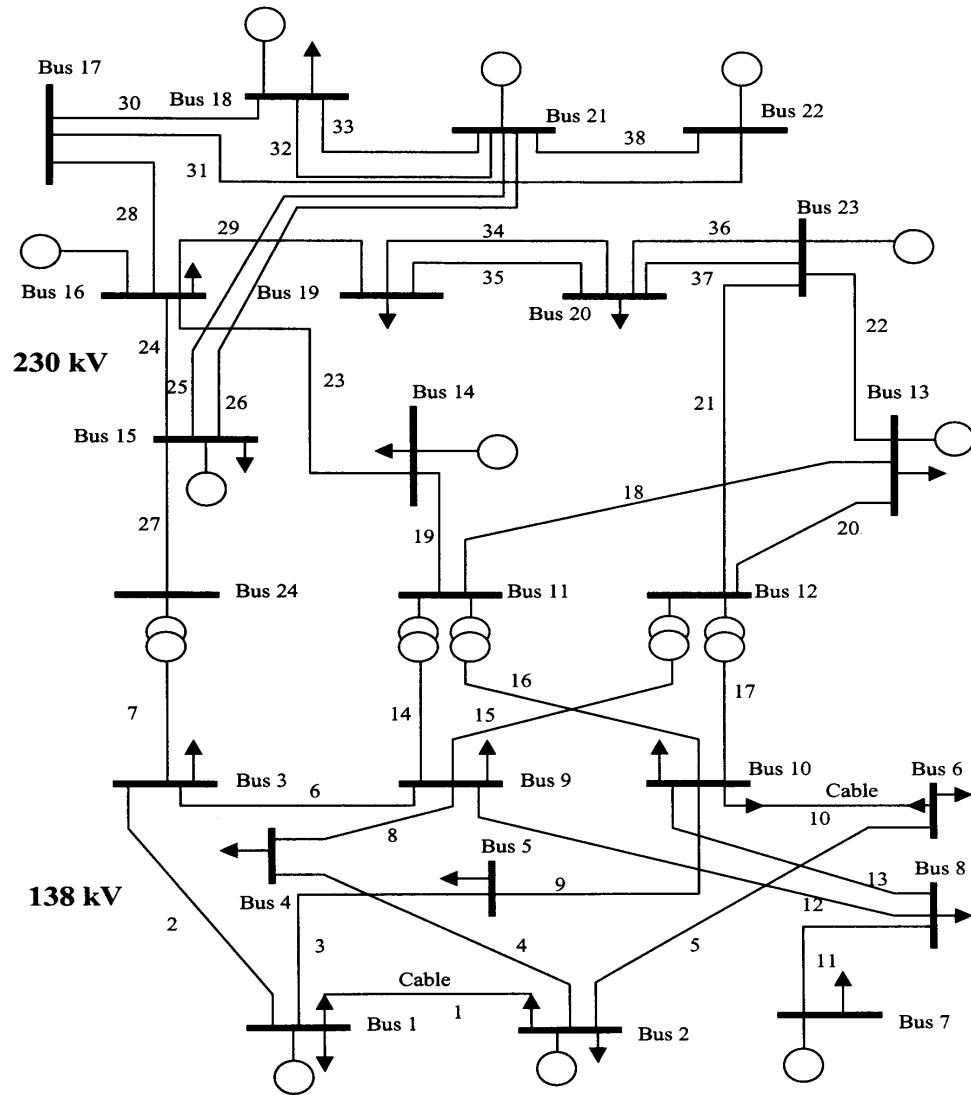 Bus 17
Bus 18
Bus 21
Bus 22
30
33
32
38
31
28
Bus 23
29
34
36
35
37
Bus 16
Bus 19
Bus 20
22
24
230 kV
25
26
23
Bus 14
21
Bus 13
Bus 15
18
27
19
20
Bus 24
Bus 11
Bus 12
16
17
7
14
15
Bus 3
Bus 9
Bus 10
Bus 6
Cable
6
10
8
Bus 5
Bus 8
13
9
138 kV
Bus 4
12
2
3
4
5
11
Cable
1
Bus 1
Bus 2
Bus 7